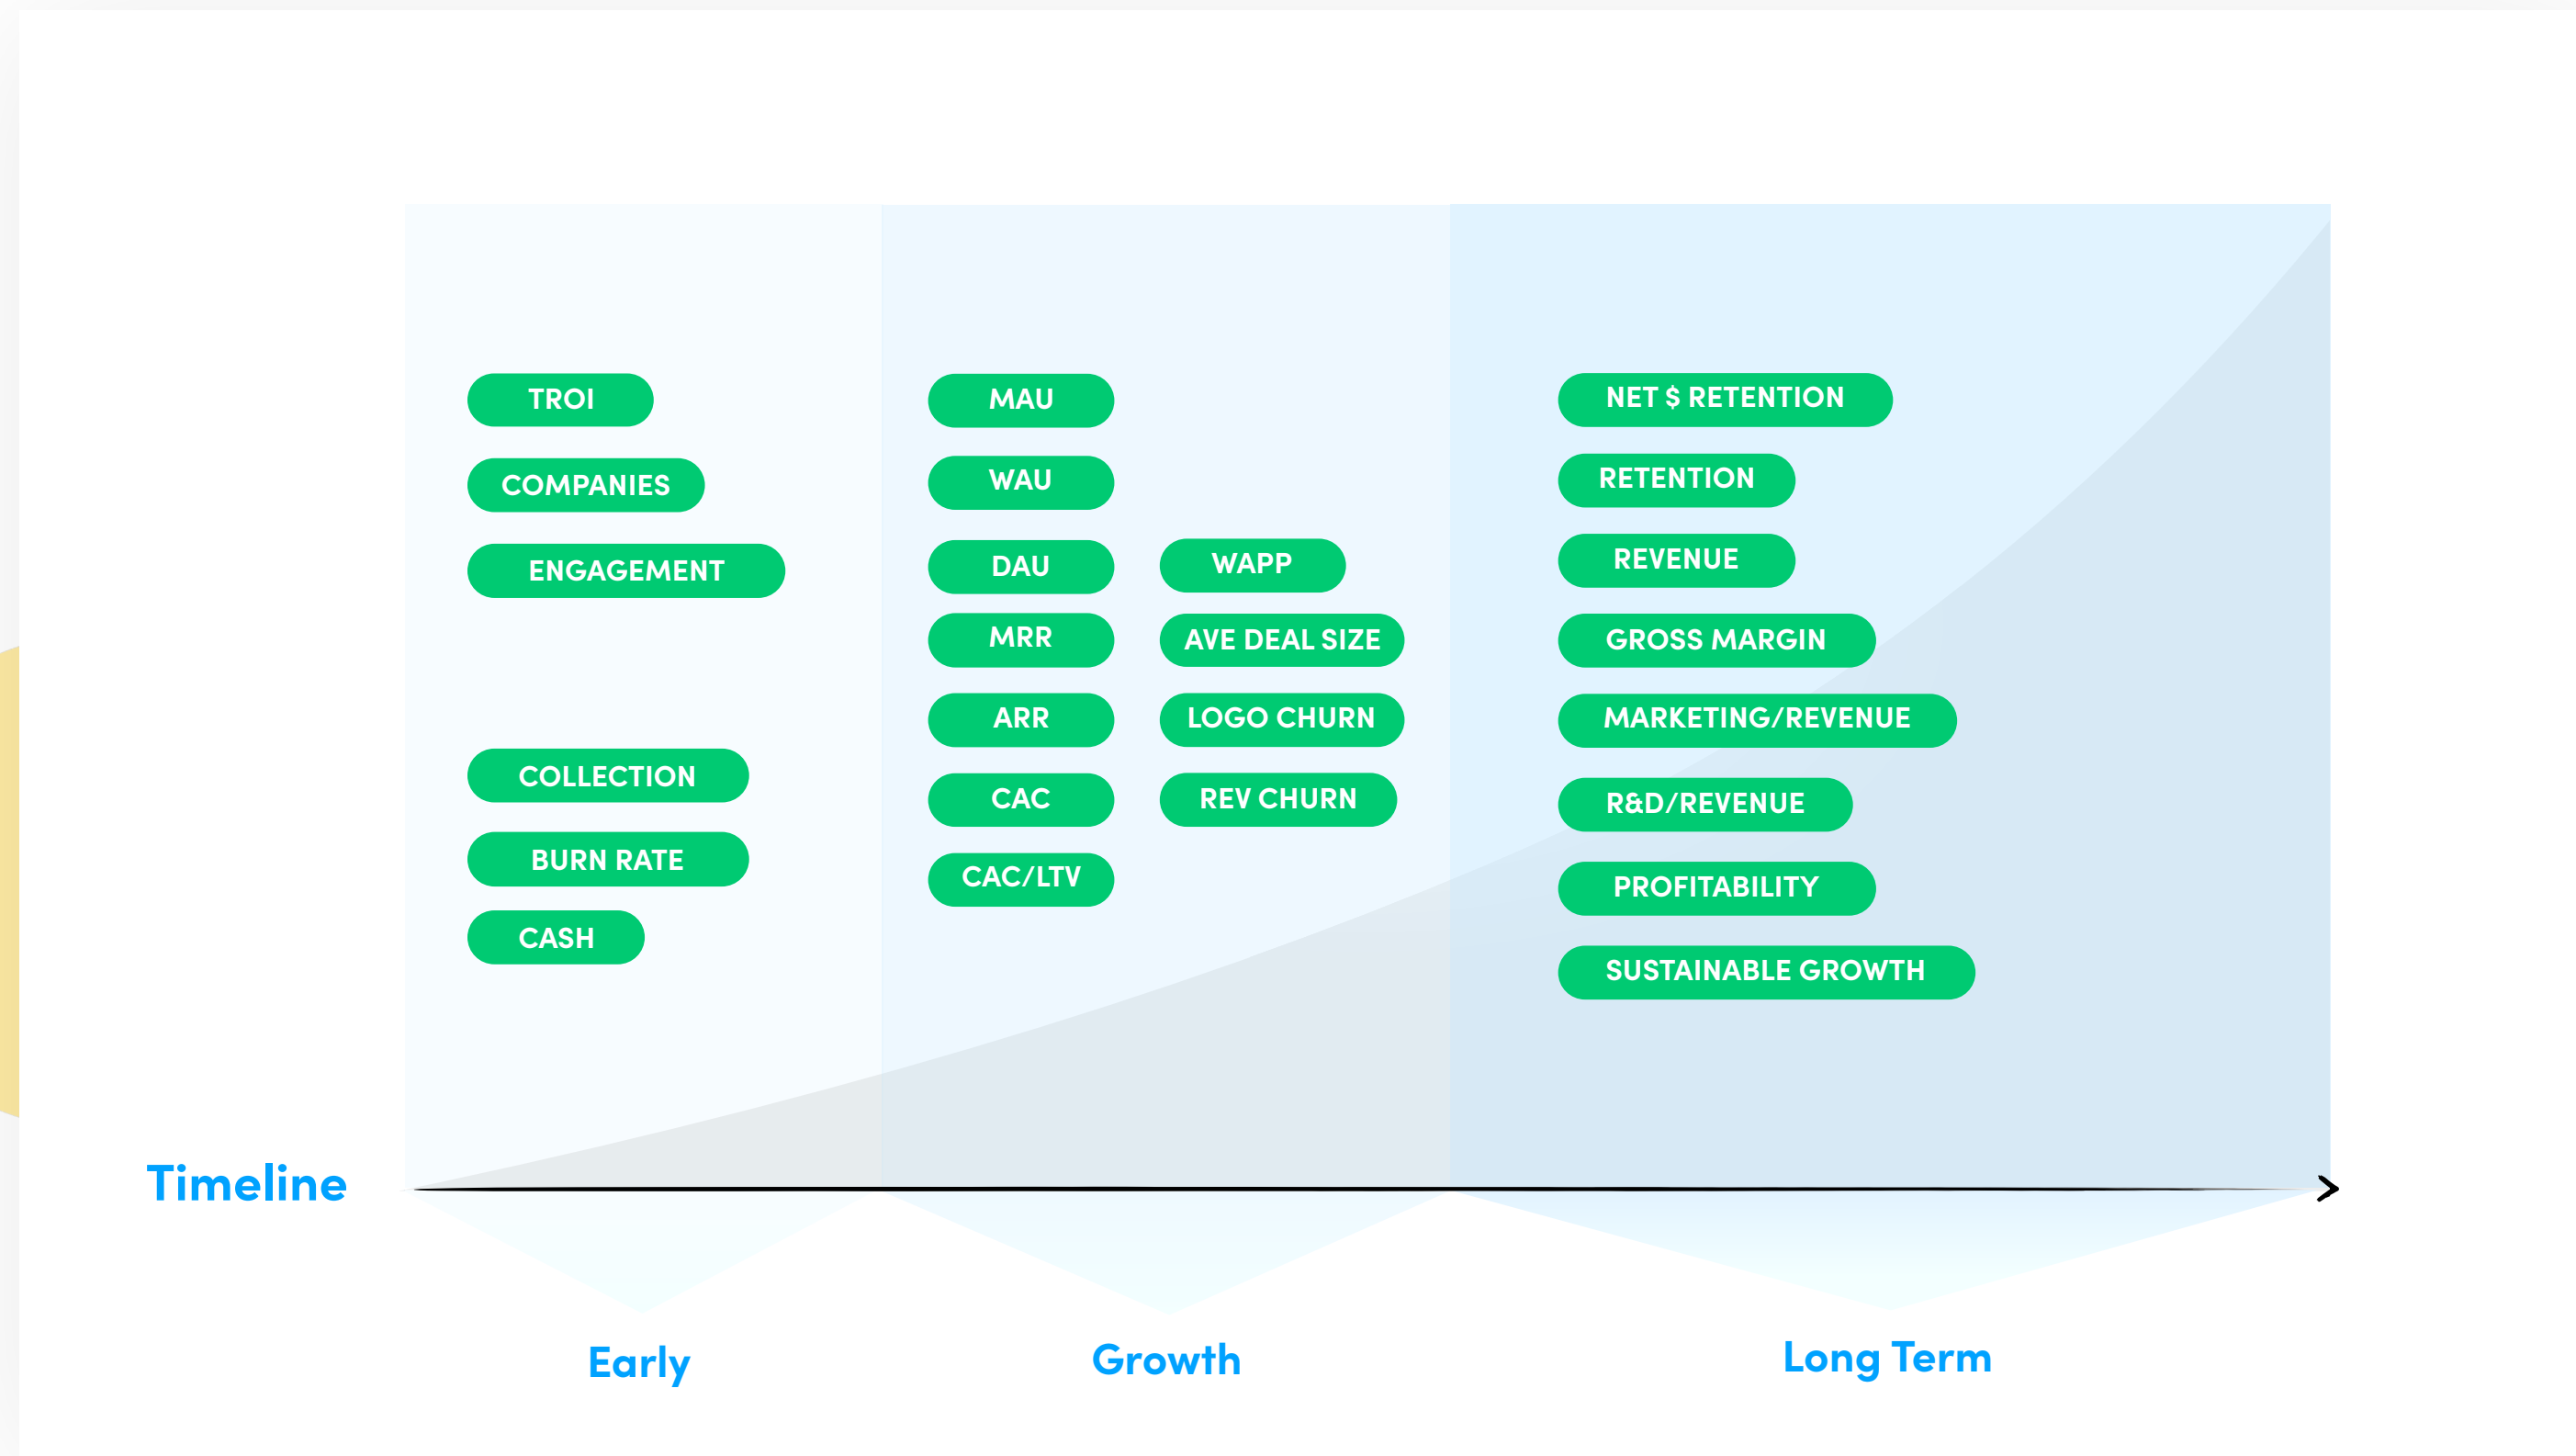 TROI
COMPANIES
ENGAGEMENT
COLLECTION
BURN RATE
CASH
MAU
WAU
DAU
MRR
ARR
CAC
CAC/LTV
WAPP
AVE DEAL SIZE
LOGO CHURN
REV CHURN
NET $ RETENTION
RETENTION
REVENUE
GROSS MARGIN
MARKETING/REVENUE
R&D/REVENUE
PROFITABILITY
SUSTAINABLE GROWTH
Timeline
Early
Growth
Long Term